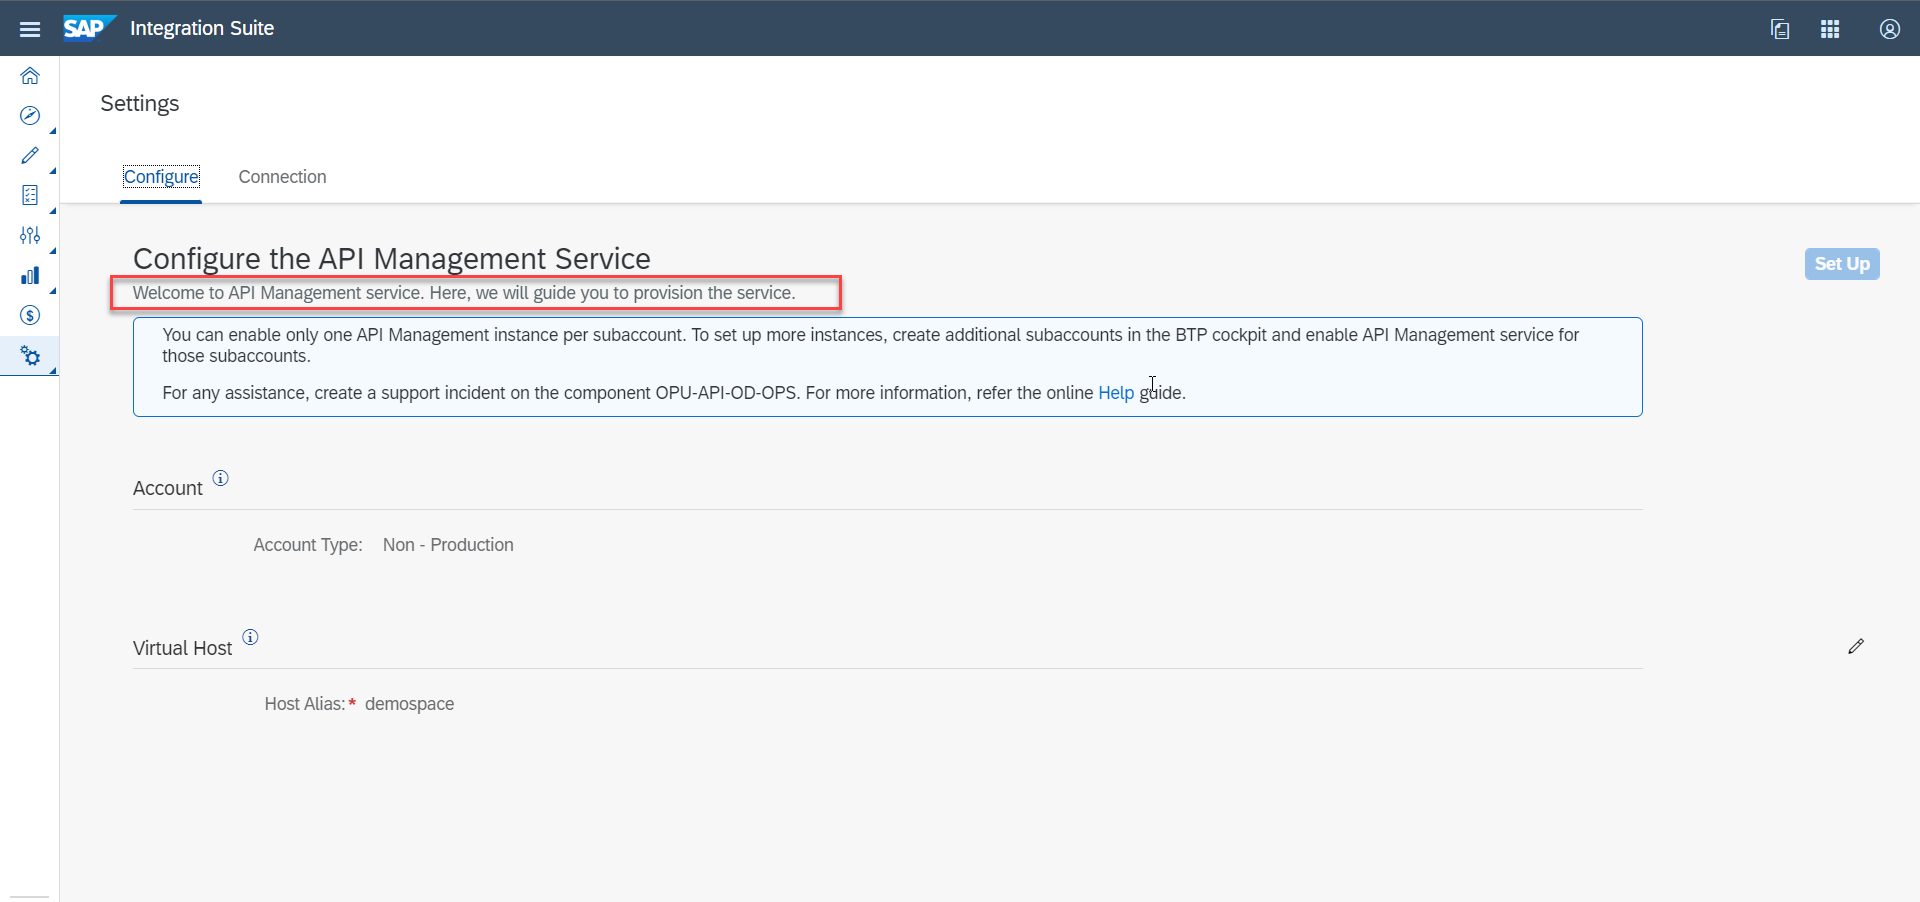 SAP Integration Suite
Settings
Configure Connection
Configure the API Management Service
Set Up
Welcome to API Management service. Here, we will guide you to provision the service.
You can enable only one API Management instance per subaccount. To set up more instances, create additional subaccounts in the BTP cockpit and enable API Management service for
those subaccounts.
For any assistance, create a support incident on the component OPU-API-OD-OPS. For more information, refer the online Help guide.
Account
Account Type: Non - Production
Virtual Host
Host Alias:* demospace